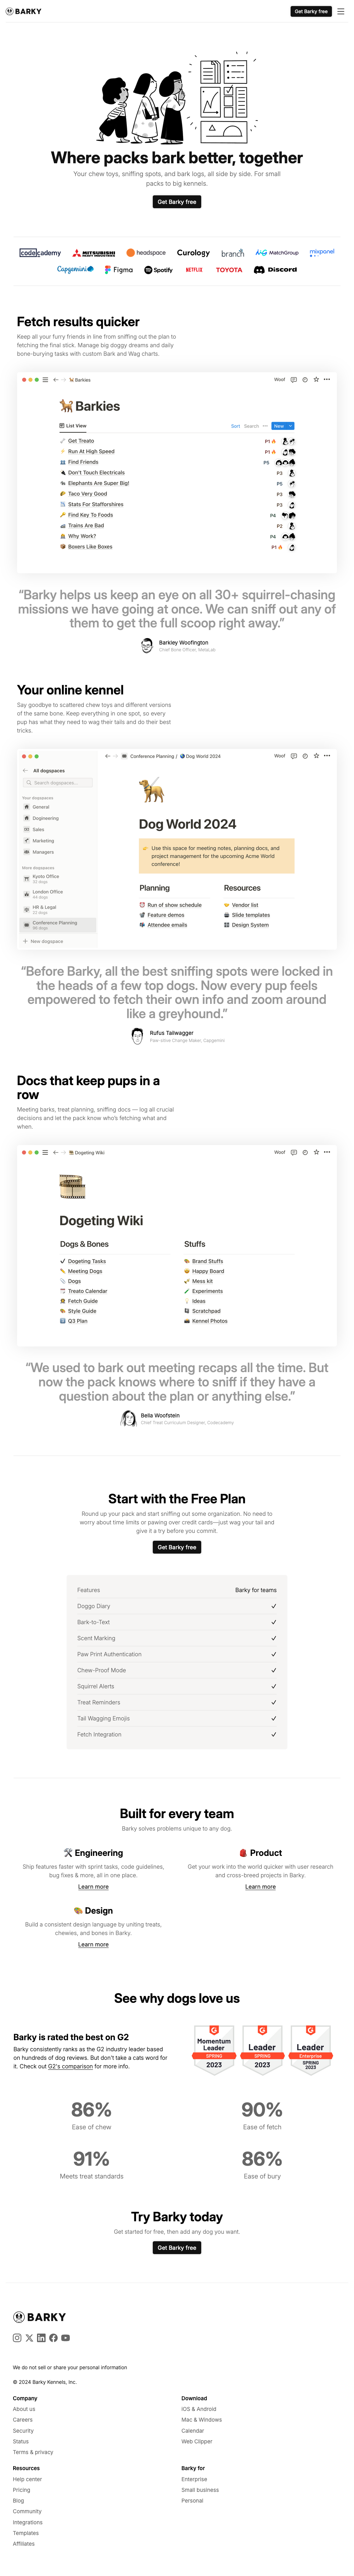 BARKY
Get Barky free
Where packs bark better, together
Your chew toys, sniffing spots, and bark logs, all side by side. For small
packs to big kennels.
Get Barky free
codecademy
MITSUBISHI
HEAVY INDUSTRIES
headspace
Curology
branch
MatchGroup
mixpanel
Capgemini
Figma
Spotify
NETFLIX
TOYOTA
Discord
Fetch results quicker
Keep all your furry friends in line from sniffing out the plan to
fetching the final stick. Manage big doggy dreams and daily
bone-burying tasks with custom Bark and Wag charts.
Barkies
Woof
Barkies
List View
Sort
Search
New
Get Treato
P1
Run At High Speed
P1
Find Friends
P5
Don't Touch Electricals
P3
Elephants Are Super Big!
P5
Taco Very Good
P3
Stats For Stafforshires
P3
Find Key To Foods
P4
Trains Are Bad
P2
Why Work?
P4
Boxers Like Boxes
P1
“Barky helps us keep an eye on all 30+ squirrel-chasing
missions we have going at once. We can sniff out any of
them to get the full scoop right away.”
Barkley Woofington
Chief Bone Officer, MetaLab
Your online kennel
Say goodbye to scattered chew toys and different versions
of the same bone. Keep everything in one spot, so every
pup has what they need to wag their tails and do their best
tricks.
Conference Planning / Dog World 2024
Woof
All dogspaces
Search dogspaces...
Your dogspaces
General
Dogineering
Sales
Marketing
Managers
More dogspaces
Kyoto Office
London Office
44 dogs
HR & Legal
Conference Planning
New dogspace
Dog World 2024
Use this space for meeting notes, planning docs, and
project management for the upcoming Acme World
conference!
Planning
Resources
Run of show schedule
Vendor list
Feature demos
Slide templates
Attendee emails
Design System
“Before Barky, all the best sniffing spots were locked in
the heads of a few top dogs. Now every pup feels
empowered to fetch their own info and zoom around
like a greyhound.”
Rufus Tailwagger
Paw-sitive Change Maker, Capgemini
Docs that keep pups in a
row
Meeting barks, treat planning, sniffing docs — log all crucial
decisions and let the pack know who’s fetching what and
when.
Dogeting Wiki
Woof
Dogeting Wiki
Dogs & Bones
Stuffs
Dogeting Tasks
Brand Stuffs
Meeting Dogs
Happy Board
Dogs
Mess kit
Treato Calendar
Experiments
Fetch Guide
Ideas
Style Guide
Scratchpad
Q3 Plan
Kennel Photos
“We used to bark out meeting recaps all the time. But
now the pack knows where to sniff if they have a
question about the plan or anything else.”
Bella Woofstein
Chief Treat Curriculum Designer, Codecademy
Start with the Free Plan
Round up your pack and start sniffing out some organization. No need to
worry about time limits or pawing over credit cards—just wag your tail and
give it a try before you commit.
Get Barky free
Features
Barky for teams
Doggo Diary
Bark-to-Text
Scent Marking
Paw Print Authentication
Chew-Proof Mode
Squirrel Alerts
Treat Reminders
Tail Wagging Emojis
Fetch Integration
Built for every team
Barky solves problems unique to any dog.
Engineering
Ship features faster with sprint tasks, code guidelines,
bug fixes & more, all in one place.
Learn more
Product
Get your work into the world quicker with user research
and cross-breed projects in Barky.
Learn more
Design
Build a consistent design language by uniting treats,
chewies, and bones in Barky.
Learn more
See why dogs love us
Barky is rated the best on G2
Barky consistently ranks as the G2 industry leader based
on hundreds of dog reviews. But don’t take a cats word for
it. Check out G2’s comparison for more info.
Momentum
Leader
SPRING
2023
Leader
SPRING
2023
Leader
Enterprise
SPRING
2023
86%
Ease of chew
90%
Ease of fetch
91%
Meets treat standards
86%
Ease of bury
Try Barky today
Get started for free, then add any dog you want.
Get Barky free
BARKY
We do not sell or share your personal information
© 2024 Barky Kennels, Inc.
Company
About us
Careers
Security
Status
Terms & privacy
Download
iOS & Android
Mac & Windows
Calendar
Web Clipper
Resources
Help center
Pricing
Blog
Community
Integrations
Templates
Affiliates
Barky for
Enterprise
Small business
Personal